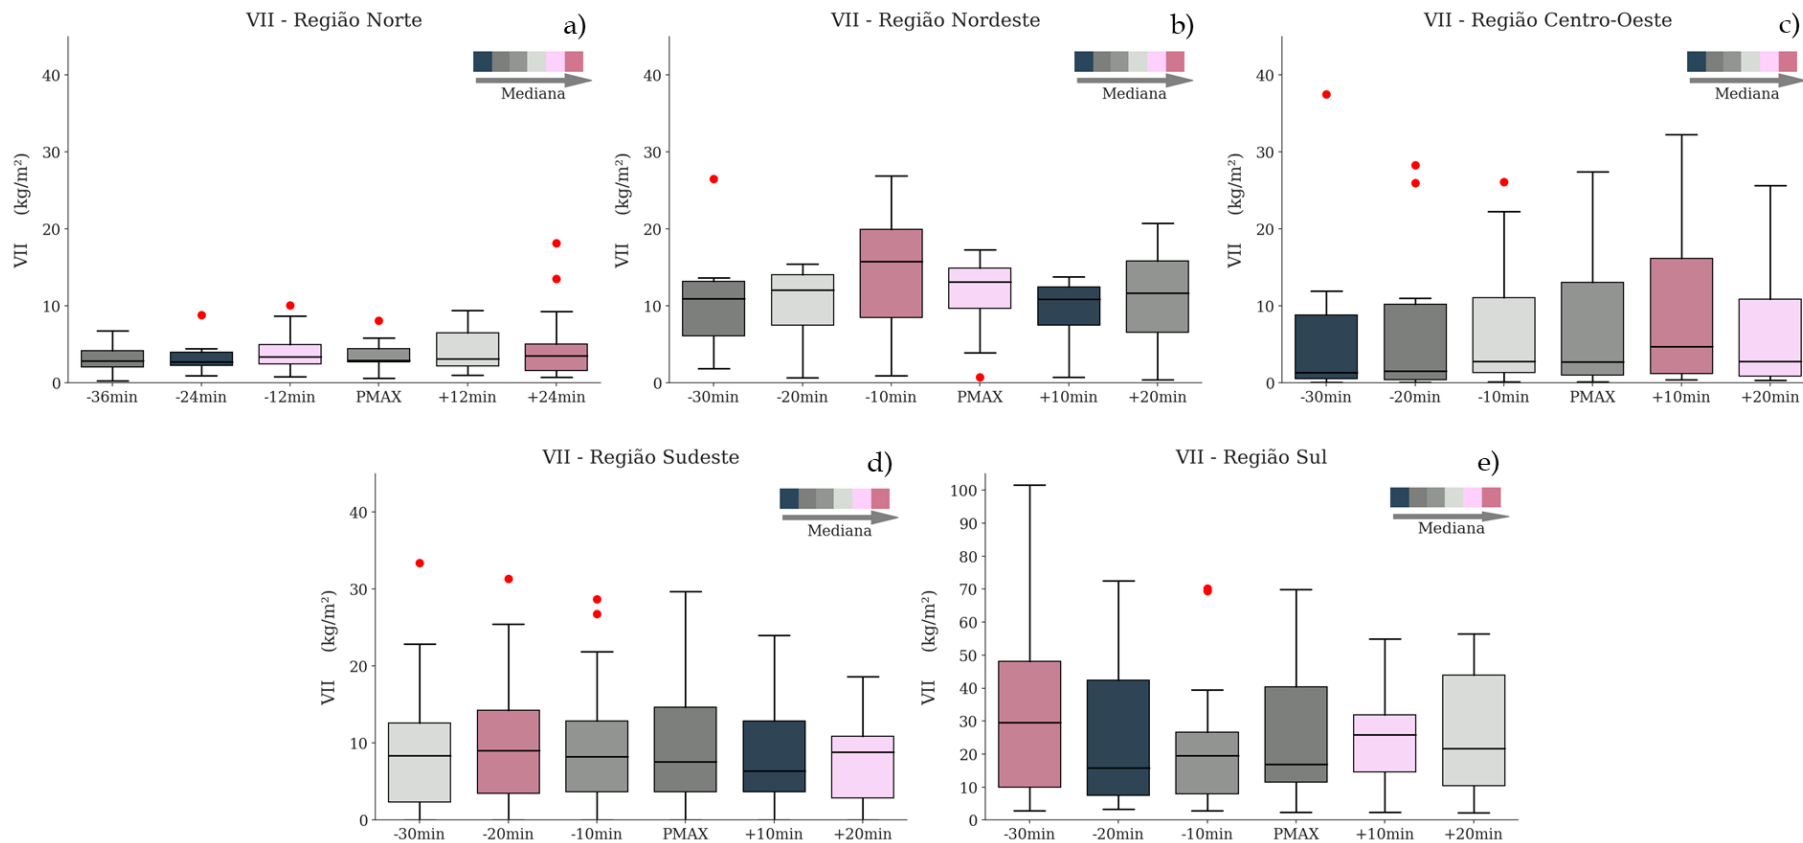 VII - Região Norte
a)
Mediana
VII (kg/m²)
40
30
20
10
0
-36min -24min -12min PMAX +12min +24min
VII - Região Nordeste
b)
Mediana
VII (kg/m²)
40
30
20
10
0
-30min -20min -10min PMAX +10min +20min
VII - Região Centro-Oeste
c)
Mediana
VII (kg/m²)
40
30
20
10
0
-30min -20min -10min PMAX +10min +20min
VII - Região Sudeste
d)
Mediana
VII (kg/m²)
40
30
20
10
0
-30min -20min -10min PMAX +10min +20min
VII - Região Sul
e)
Mediana
VII (kg/m²)
100
90
80
70
60
50
40
30
20
10
0
-30min -20min -10min PMAX +10min +20min